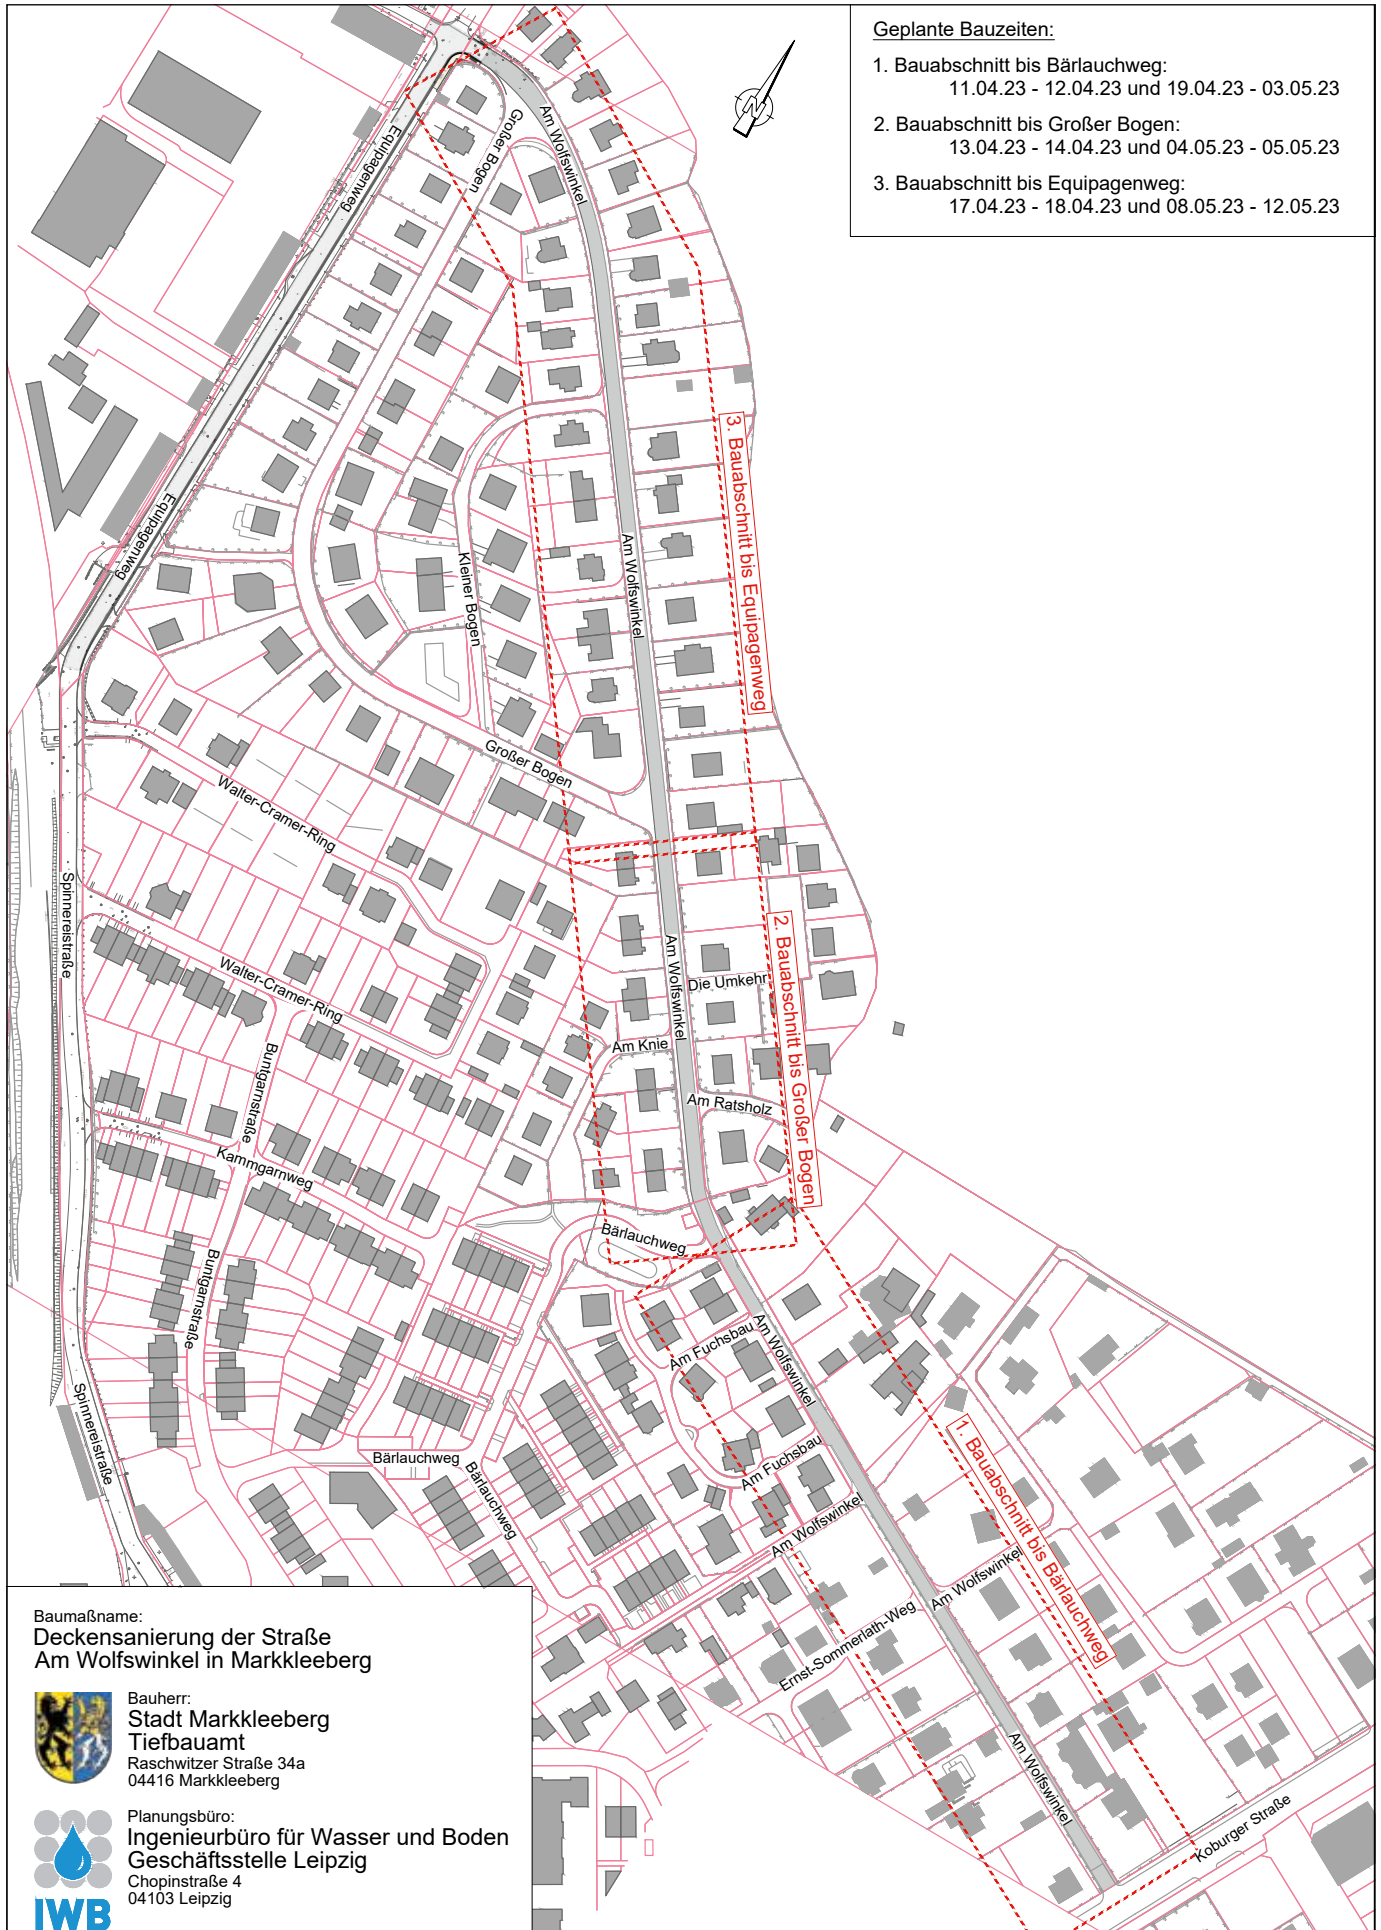 Geplante Bauzeiten:
1. Bauabschnitt bis Bärlauchweg:
11.04.23 - 12.04.23 und 19.04.23 - 03.05.23
2. Bauabschnitt bis Großer Bogen:
13.04.23 - 14.04.23 und 04.05.23 - 05.05.23
3. Bauabschnitt bis Equipagenweg:
17.04.23 - 18.04.23 und 08.05.23 - 12.05.23
N
Am Wolfswinkel
Großer Bogen
Equipagenweg
3. Bauabschnitt bis Equipagenweg
Equipagenweg
Am Wolfswinkel
Kleiner Bogen
Großer Bogen
Walter-Cramer-Ring
Spinnereistraße
2. Bauabschnitt bis Großer Bogen
Am Wolfswinkel
Die Umkehr
Walter-Cramer-Ring
Am Knie
Buntgarnstraße
Am Ratsholz
Kammgarnweg
Bärlauchweg
Buntgarnstraße
Am Fuchsbau
Am Wolfswinkel
Spinnereistraße
1. Bauabschnitt bis Bärlauchweg
Bärlauchweg
Bärlauchweg
Am Fuchsbau
Am Wolfswinkel
Am Wolfswinkel
Ernst-Sommerlath-Weg
Am Wolfswinkel
Koburger Straße
Baumaßname:
Deckensanierung der Straße
Am Wolfswinkel in Markkleeberg
Bauherr:
Stadt Markkleeberg
Tiefbauamt
Raschwitzer Straße 34a
04416 Markkleeberg
Planungsbüro:
Ingenieurbüro für Wasser und Boden
Geschäftsstelle Leipzig
Chopinstraße 4
04103 Leipzig
IWB